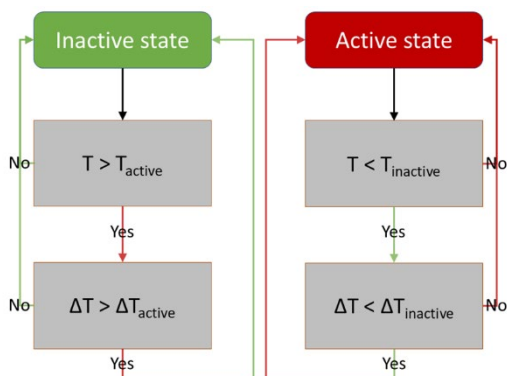 Inactive state
Active state
T > Tactive
T < Tinactive
No
No
Yes
Yes
ΔT > ΔTactive
ΔT < ΔTinactive
No
No
Yes
Yes